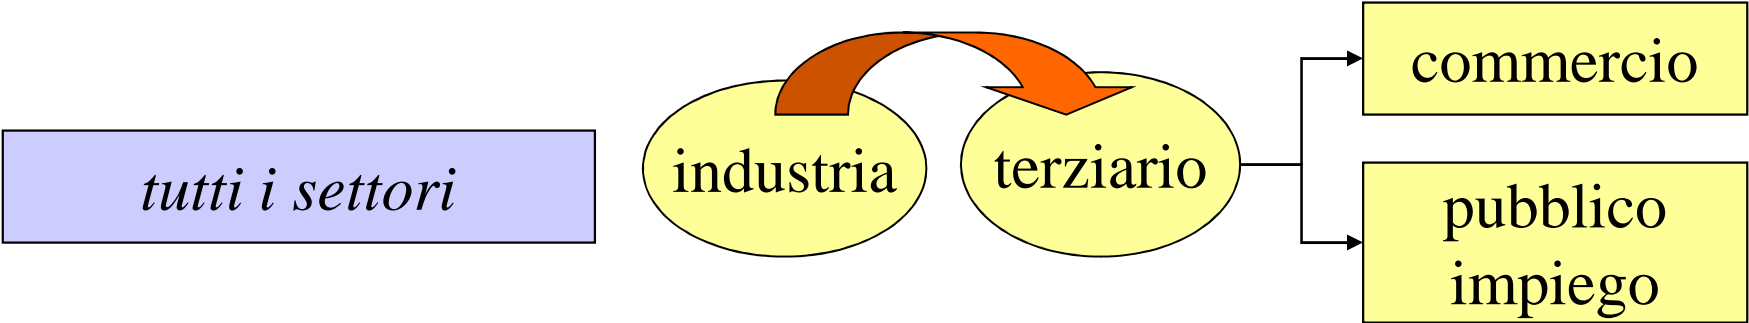 tutti i settori
industria
terziario
commercio
pubblico
impiego